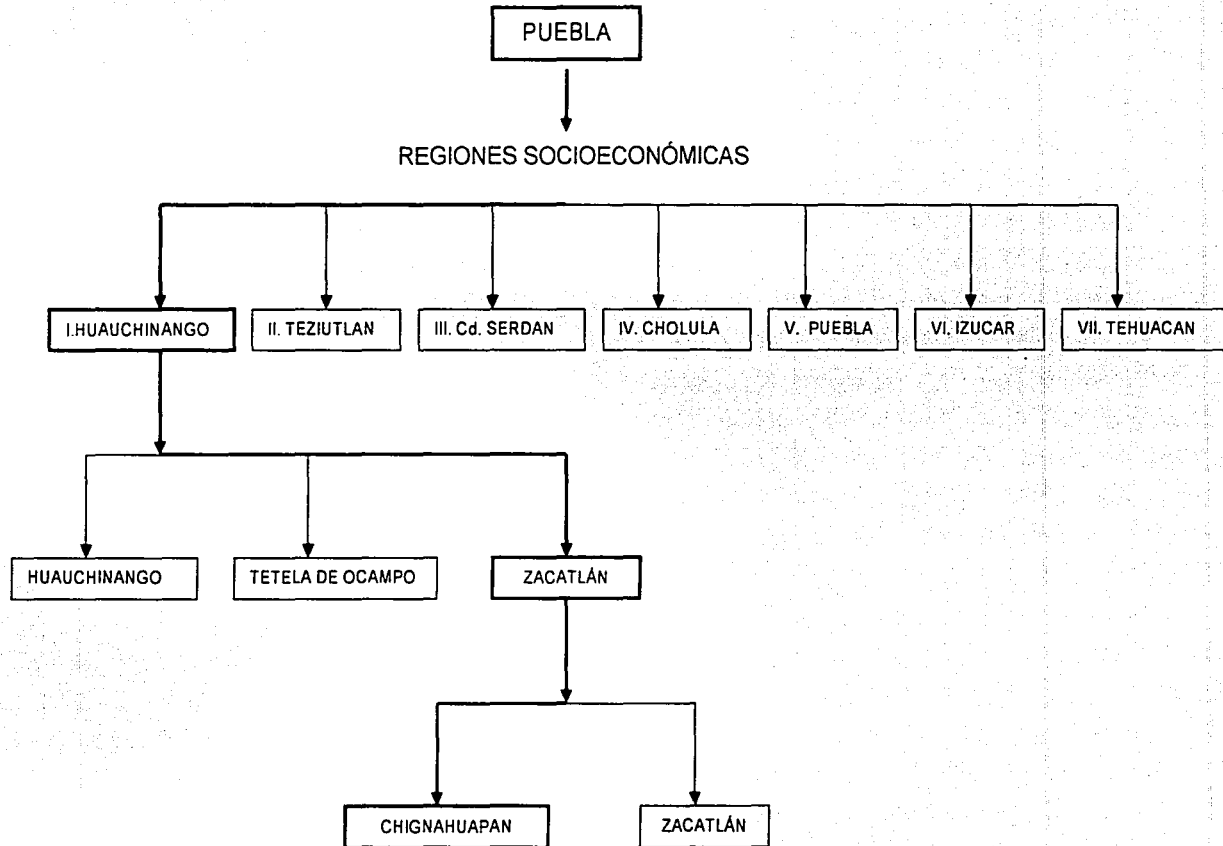 PUEBLA
REGIONES SOCIOECONÓMICAS
I.HUAUCHINANGO
II. TEZIUTLAN
III. Cd. SERDAN
IV. CHOLULA
V. PUEBLA
VI. IZUCAR
VII. TEHUACAN
HUAUCHINANGO
TETELA DE OCAMPO
ZACATLÁN
CHIGNAHUAPAN
ZACATLÁN